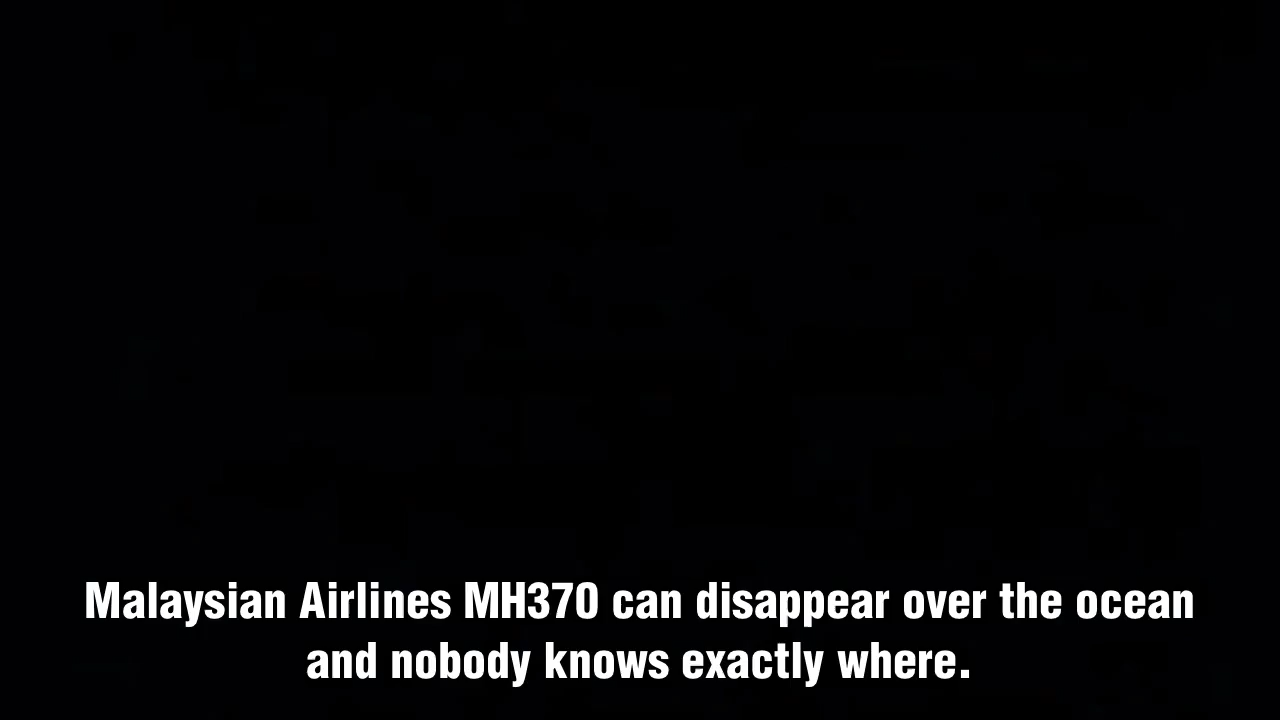 Malaysian Airlines MH370 can disappear over the ocean
and nobody knows exactly where.